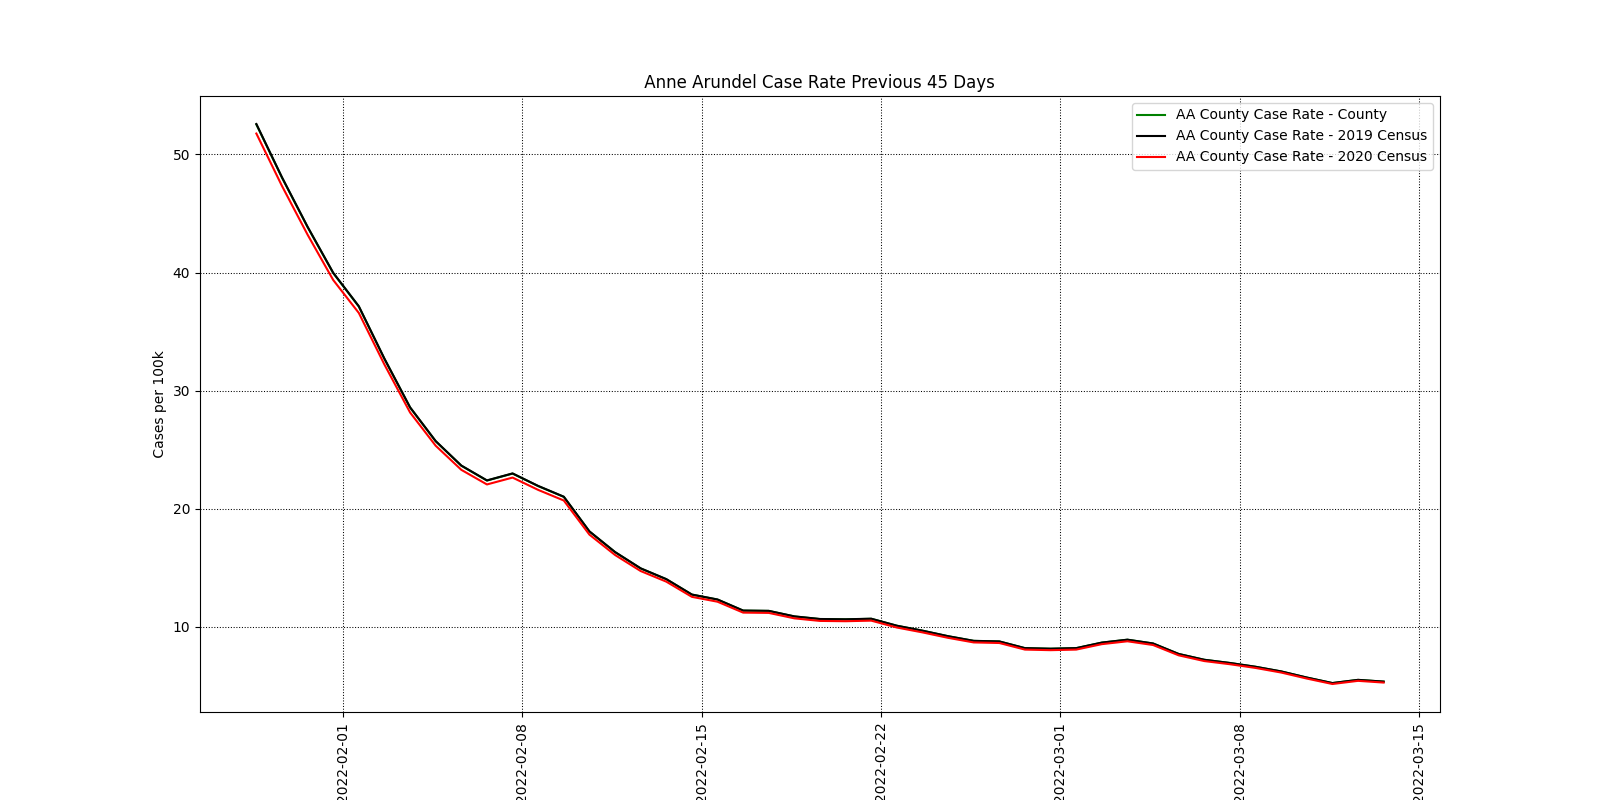 Anne Arundel Case Rate Previous 45 Days
AA County Case Rate - County
AA County Case Rate - 2019 Census
AA County Case Rate - 2020 Census
Cases per 100k
50
40
30
20
10
2022-02-01
2022-02-08
2022-02-15
2022-02-22
2022-03-01
2022-03-08
2022-03-15